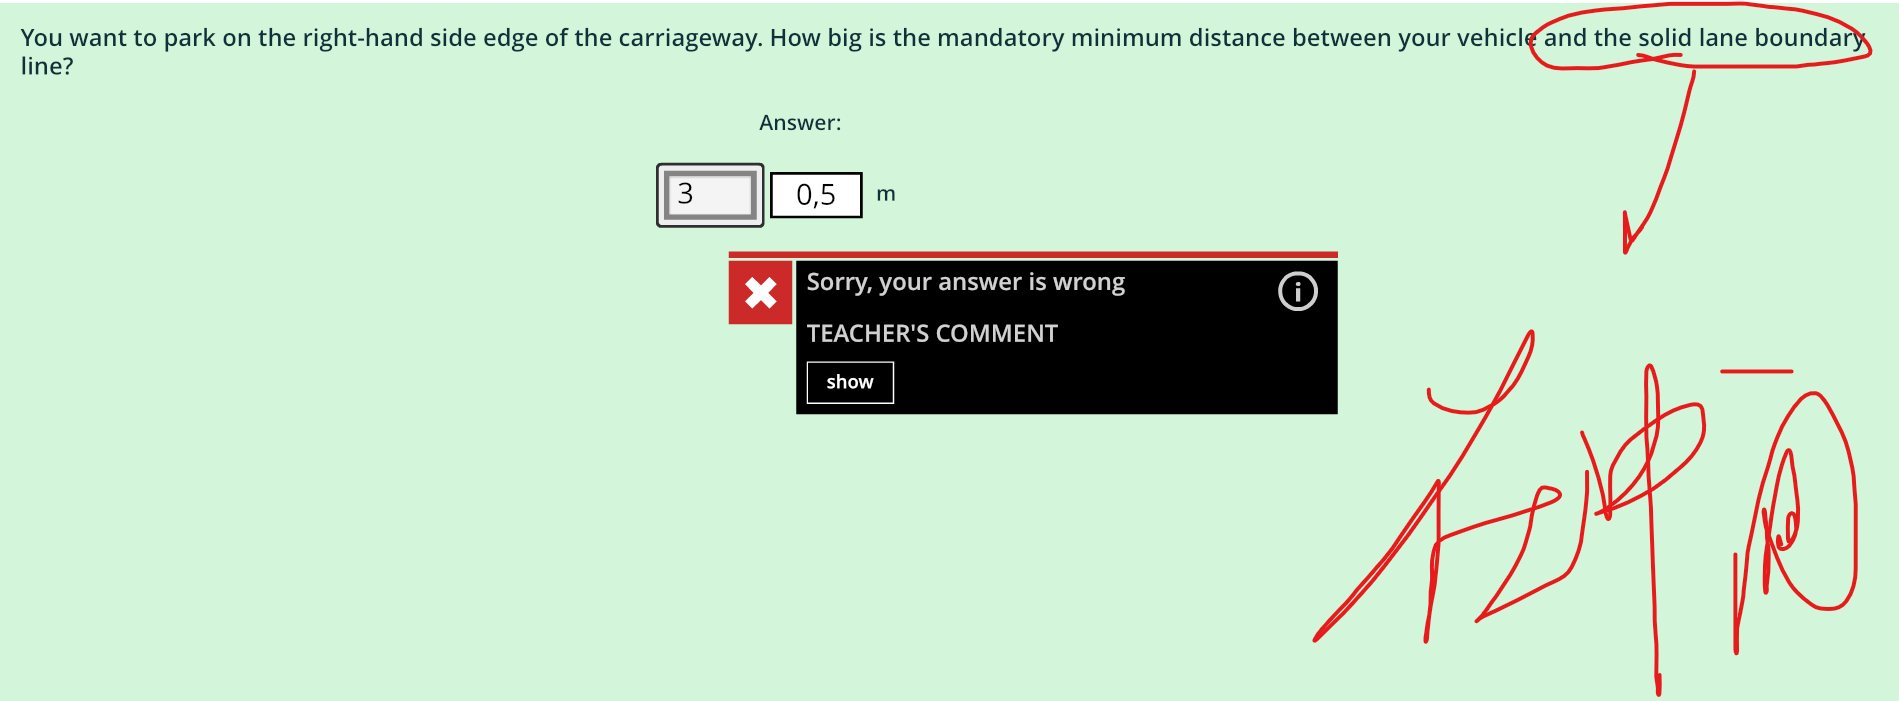 You want to park on the right-hand side edge of the carriageway. How big is the mandatory minimum distance between your vehicle and the solid lane boundary
line?
Answer:
3 0,5 m
Sorry, your answer is wrong
TEACHER'S COMMENT
show